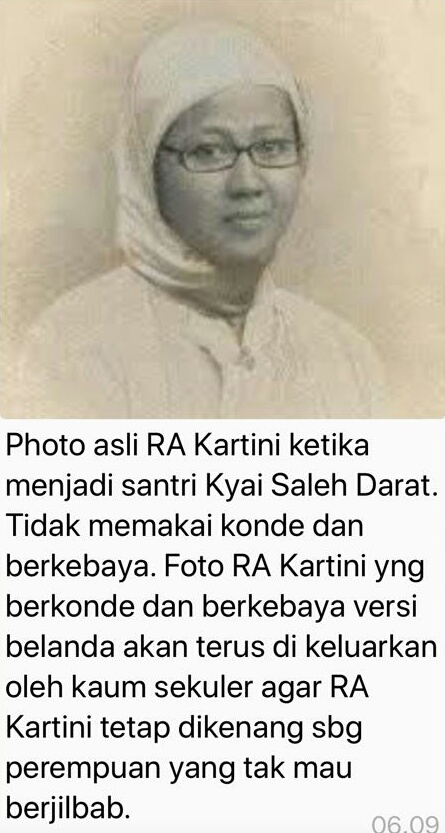 Photo asli RA Kartini ketika
menjadi santri Kyai Saleh Darat.
Tidak memakai konde dan
berkebaya. Foto RA Kartini yng
berkonde dan berkebaya versi
belanda akan terus di keluarkan
oleh kaum sekuler agar RA
Kartini tetap dikenang sbg
perempuan yang tak mau
berjilbab.
06.09